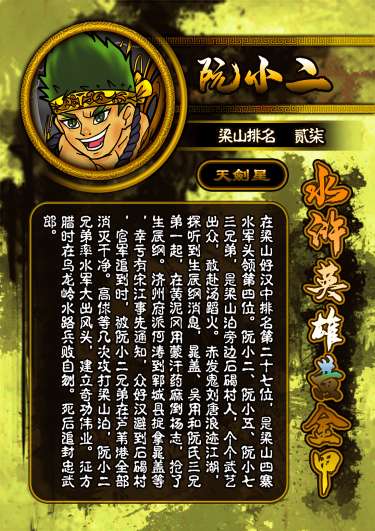 阮小二
梁山排名 贰柒
天剑星
水浒英雄黄金甲
在梁山好汉中排名第二十七位，是梁山四寨
水军头领第四位。阮小二、阮小五、阮小七
三兄弟，是梁山泊旁边石碣村人，个个武艺
出众，敢赴汤蹈火。赤发鬼刘唐浪迹江湖，
探听到生辰纲消息，晁盖、吴用和阮氏三兄
弟一起，在黄泥冈用蒙汗药麻倒杨志，抢了
生辰纲。济州府派何涛到郓城县捉拿晁盖等
，幸亏有宋江事先通知，众好汉避到石碣村
。官军追到时，被阮小二兄弟在芦苇港全部
消灭干净。高俅等几次攻打梁山泊，阮小二
兄弟率水军大出风头，建立奇功伟业。征方
腊时在乌龙岭水路兵败自刎。死后追封忠武
郎。